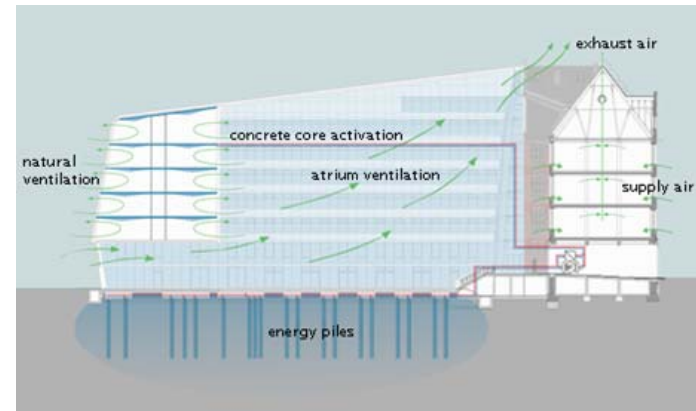 exhaust air
concrete core activation
natural
ventilation
atrium ventilation
supply air
energy piles